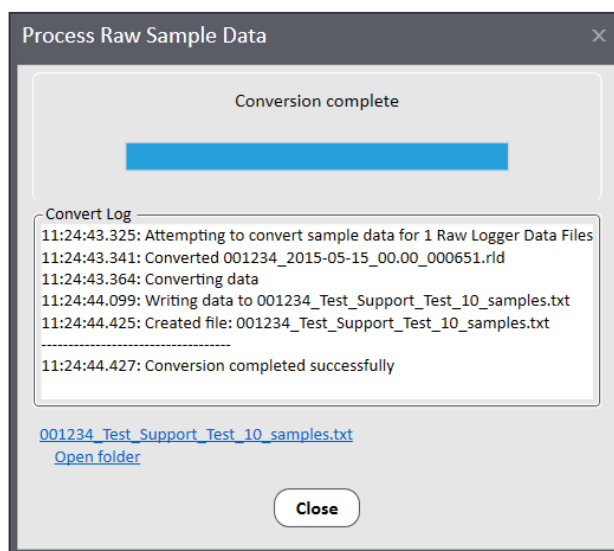 Process Raw Sample Data
Conversion complete
Convert Log
11:24:43.325: Attempting to convert sample data for 1 Raw Logger Data Files
11:24:43.341: Converted 001234_2015-05-15_00.00_000651.rld
11:24:43.364: Converting data
11:24:44.099: Writing data to 001234_Test_Support_Test_10_samples.txt
11:24:44.425: Created file: 001234_Test_Support_Test_10_samples.txt
-----------------------------------
11:24:44.427: Conversion completed successfully
001234_Test_Support_Test_10_samples.txt
Open folder
Close